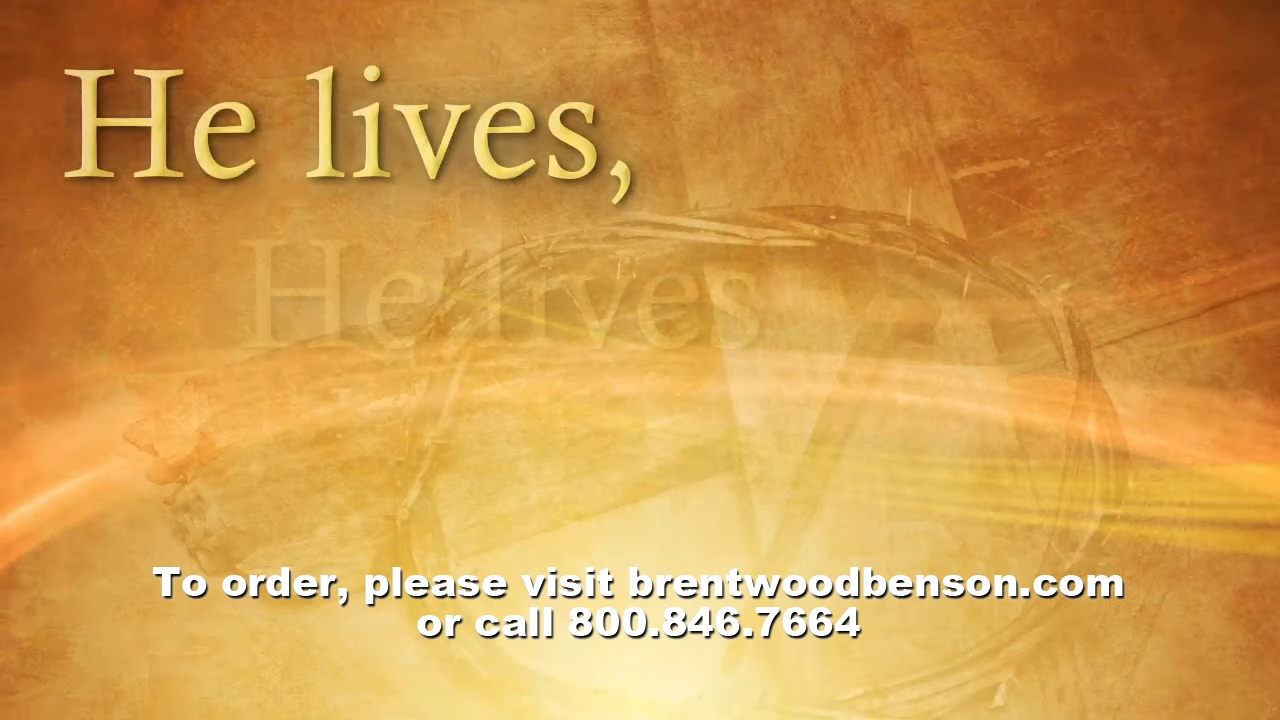 He lives,
He lives
To order, please visit brentwoodbenson.com
or call 800.846.7664